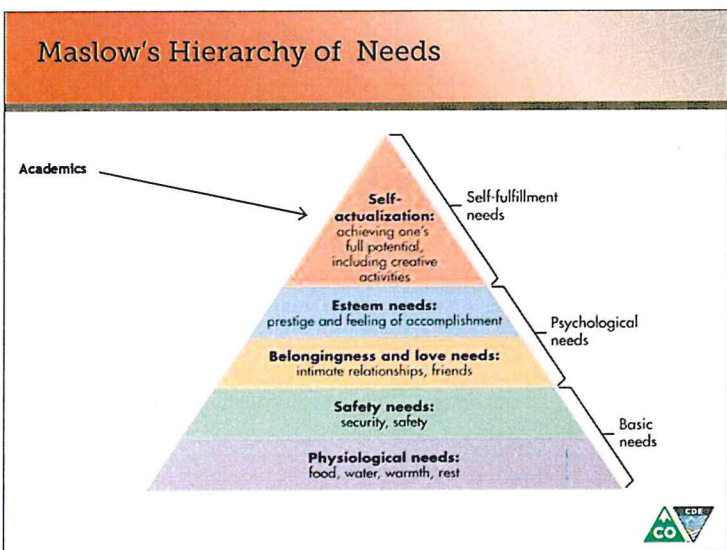 Maslow's Hierarchy of Needs
Academics
Self-
actualization:
achieving one's
full potential,
including creative
activities
Self-fulfillment
needs
Esteem needs:
prestige and feeling of accomplishment
Psychological
needs
Belongingness and love needs:
intimate relationships, friends
Safety needs:
security, safety
Basic
needs
Physiological needs:
food, water, warmth, rest
CO
CDE